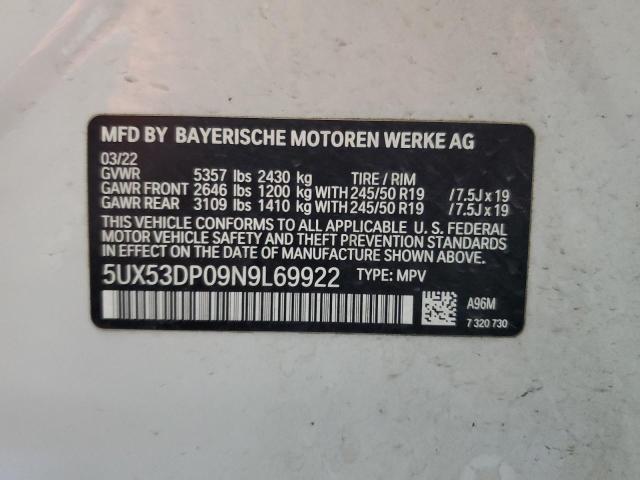 MFD BY BAYERISCHE MOTOREN WERKE AG
03/22
GVWR 5357 lbs 2430 kg TIRE / RIM
GAWR FRONT 2646 lbs 1200 kg WITH 245/50 R19 /7.5J x 19
GAWR REAR 3109 lbs 1410 kg WITH 245/50 R19 /7.5J x 19
THIS VEHICLE CONFORMS TO ALL APPLICABLE U. S. FEDERAL
MOTOR VEHICLE SAFETY AND THEFT PREVENTION STANDARDS
IN EFFECT ON THE DATE OF MANUFACTURE SHOWN ABOVE.
5UX53DP09N9L69922 TYPE: MPV
A96M
7 320 730